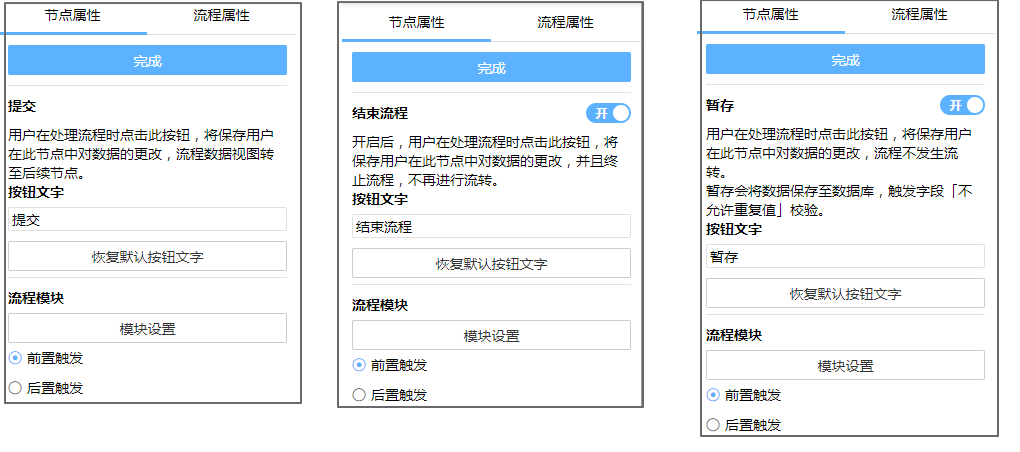 节点属性 流程属性
完成
提交
用户在处理流程时点击此按钮，将保存用户
在此节点中对数据的更改，流程数据视图转
至后续节点。
按钮文字
提交
恢复默认按钮文字
流程模块
模块设置
前置触发
后置触发
节点属性 流程属性
完成
结束流程 开
开启后，用户在处理流程时点击此按钮，将
保存用户在此节点中对数据的更改，并且终
止流程，不再进行流转。
按钮文字
结束流程
恢复默认按钮文字
流程模块
模块设置
前置触发
后置触发
节点属性 流程属性
完成
暂存 开
用户在处理流程时点击此按钮，将保存用户
在此节点中对数据的更改，流程不发生流
转。
暂存会将数据保存至数据库，触发字段「不
允许重复值」校验。
按钮文字
暂存
恢复默认按钮文字
流程模块
模块设置
前置触发
后置触发